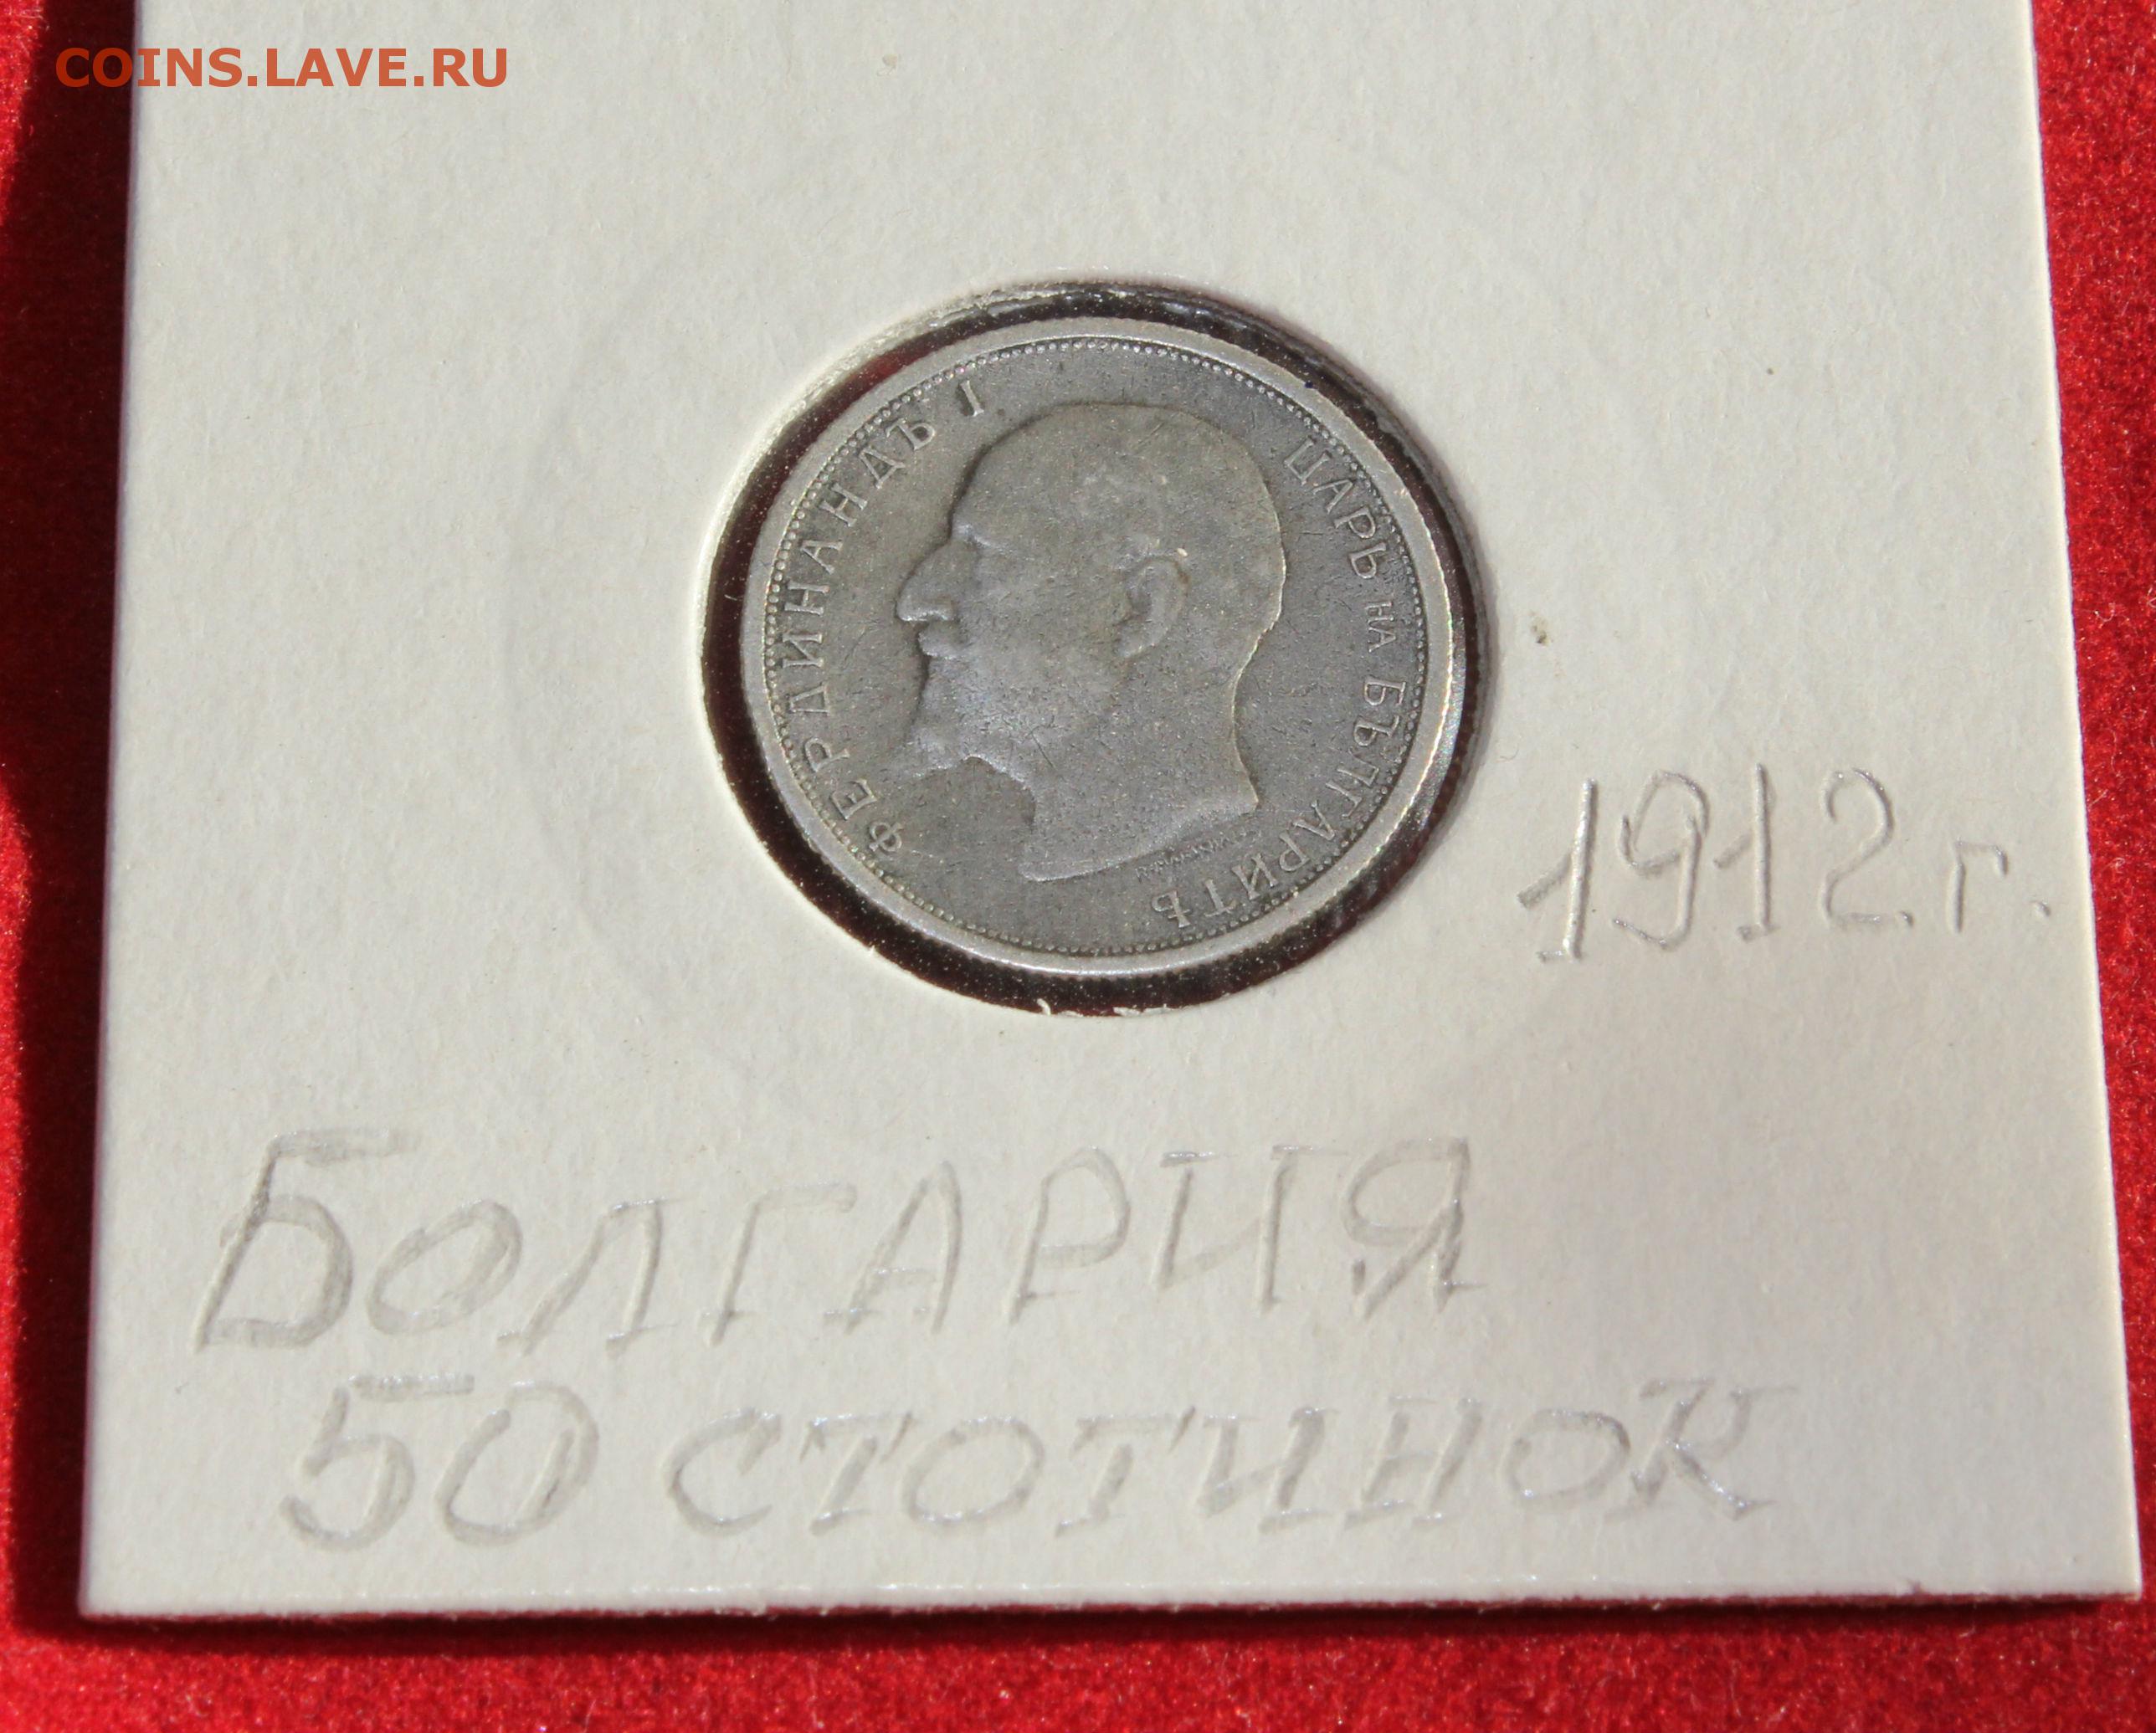 COINS.LAVE.RU
ФЕРДИНАНДЪ I ЦАРЬ НА БЪЛГАРИТѢ
1912 г.
БОЛГАРИЯ
50 СТОТИНОК